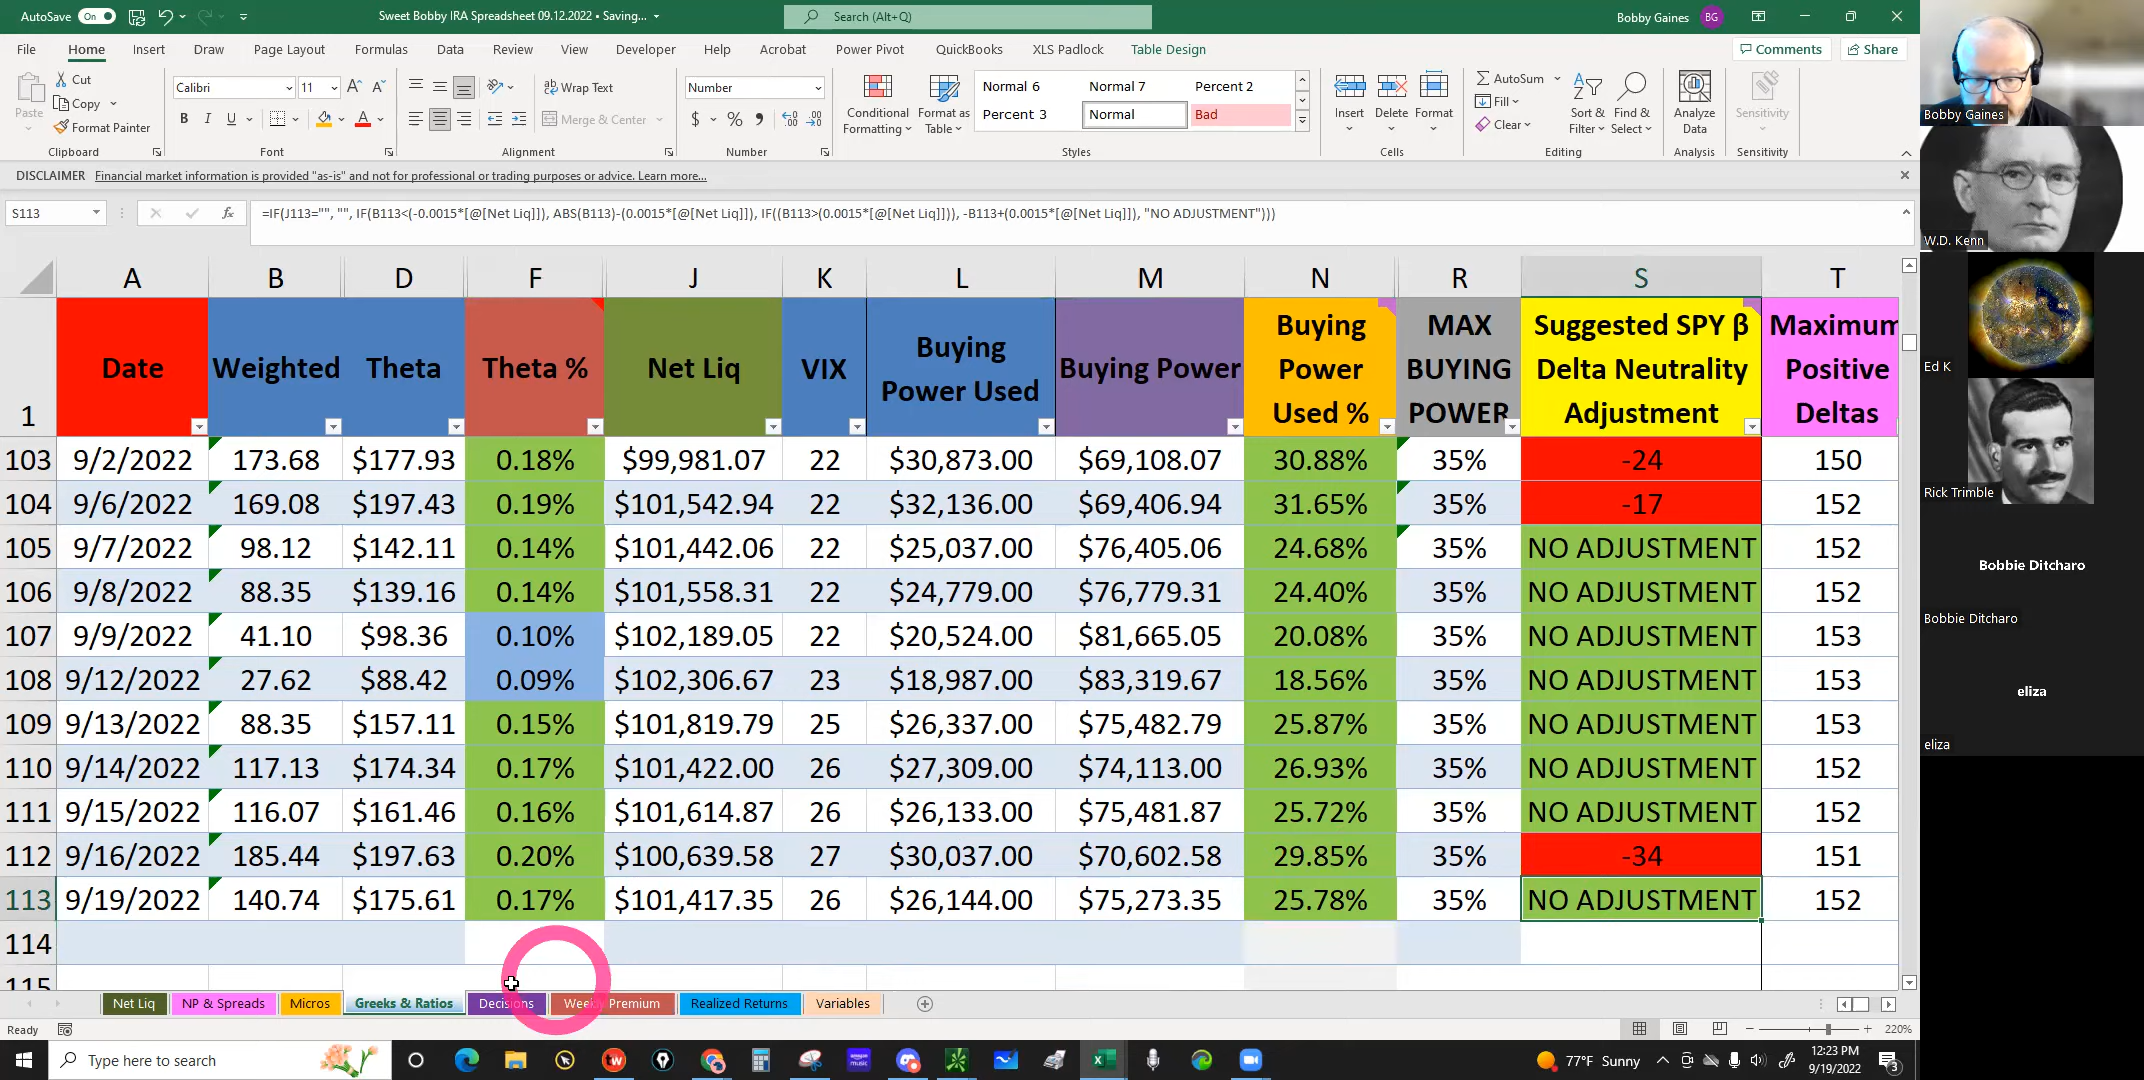 AutoSave On Sweet Bobby IRA Spreadsheet 09.12.2022 • Saving... Search (Alt+Q) Bobby Gaines BG
File Home Insert Draw Page Layout Formulas Data Review View Developer Help Acrobat Power Pivot QuickBooks XLS Padlock Table Design Comments Share
Paste Cut Copy Format Painter Clipboard
Calibri 11 B I U A Font
Wrap Text Merge & Center Alignment
Number $ % Number
Conditional Formatting Format as Table Normal 6 Normal 7 Percent 2 Percent 3 Normal Bad Styles
Insert Delete Format Cells
AutoSum Fill Clear Sort & Filter Find & Select Editing
Analyze Data Analysis Sensitivity Sensitivity
DISCLAIMER Financial market information is provided "as-is" and not for professional or trading purposes or advice. Learn more...
S113 fx =IF(J113="", "", IF(B113<(-0.0015*[@[Net Liq]]), ABS(B113)-(0.0015*[@[Net Liq]]), IF((B113>(0.0015*[@[Net Liq]])), -B113+(0.0015*[@[Net Liq]]), "NO ADJUSTMENT")))
A B D F J K L M N R S T
1 Date Weighted Theta Theta % Net Liq VIX Buying Power Used Buying Power Buying Power Used % MAX BUYING POWER Suggested SPY β Delta Neutrality Adjustment Maximum Positive Deltas
103 9/2/2022 173.68 $177.93 0.18% $99,981.07 22 $30,873.00 $69,108.07 30.88% 35% -24 150
104 9/6/2022 169.08 $197.43 0.19% $101,542.94 22 $32,136.00 $69,406.94 31.65% 35% -17 152
105 9/7/2022 98.12 $142.11 0.14% $101,442.06 22 $25,037.00 $76,405.06 24.68% 35% NO ADJUSTMENT 152
106 9/8/2022 88.35 $139.16 0.14% $101,558.31 22 $24,779.00 $76,779.31 24.40% 35% NO ADJUSTMENT 152
107 9/9/2022 41.10 $98.36 0.10% $102,189.05 22 $20,524.00 $81,665.05 20.08% 35% NO ADJUSTMENT 153
108 9/12/2022 27.62 $88.42 0.09% $102,306.67 23 $18,987.00 $83,319.67 18.56% 35% NO ADJUSTMENT 153
109 9/13/2022 88.35 $157.11 0.15% $101,819.79 25 $26,337.00 $75,482.79 25.87% 35% NO ADJUSTMENT 153
110 9/14/2022 117.13 $174.34 0.17% $101,422.00 26 $27,309.00 $74,113.00 26.93% 35% NO ADJUSTMENT 152
111 9/15/2022 116.07 $161.46 0.16% $101,614.87 26 $26,133.00 $75,481.87 25.72% 35% NO ADJUSTMENT 152
112 9/16/2022 185.44 $197.63 0.20% $100,639.58 27 $30,037.00 $70,602.58 29.85% 35% -34 151
113 9/19/2022 140.74 $175.61 0.17% $101,417.35 26 $26,144.00 $75,273.35 25.78% 35% NO ADJUSTMENT 152
114
115
Net Liq NP & Spreads Micros Greeks & Ratios Decisions Weekly Premium Realized Returns Variables
Ready 220%
Type here to search 77°F Sunny 12:23 PM
9/19/2022 3
Bobby Gaines
W.D. Kenn
Ed K
Rick Trimble
Bobbie Ditcharo
Bobbie Ditcharo
eliza
eliza